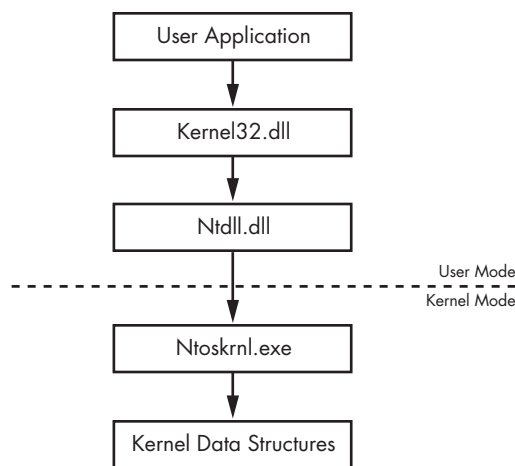 User Application
Kernel32.dll
Ntdll.dll
User Mode
Kernel Mode
Ntoskrnl.exe
Kernel Data Structures